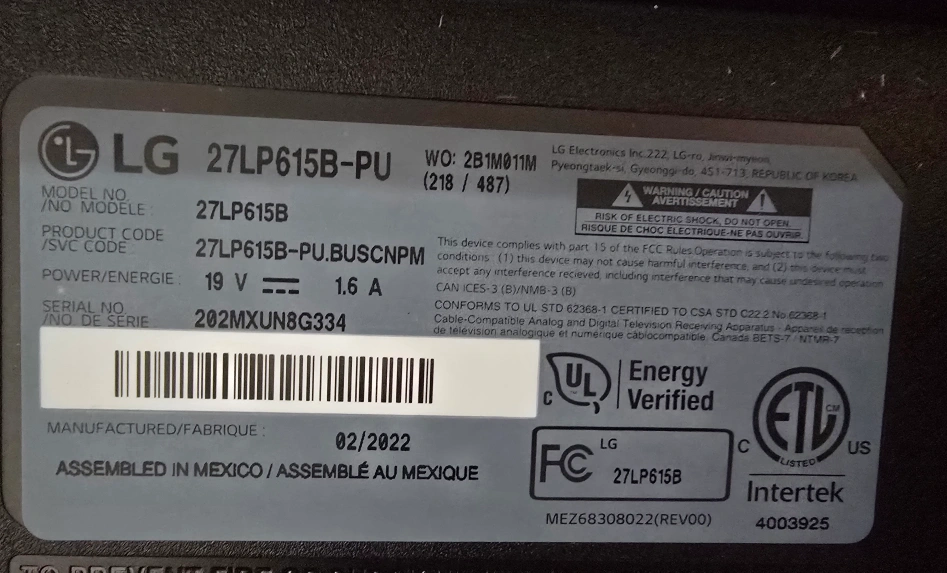 LG 27LP615B-PU
WO: 2B1M011M
(218 / 487)
LG Electronics Inc.222, LG-ro, Jinwi-myeon,
Pyeongtaek-si, Gyeonggi-do, 451-713, REPUBLIC OF KOREA
WARNING / CAUTION
AVERTISSEMENT
RISK OF ELECTRIC SHOCK, DO NOT OPEN.
RISQUE DE CHOC ÉLECTRIQUE-NE PAS OUVRIR.
MODEL NO.
/NO MODELE :
27LP615B
PRODUCT CODE
/SVC CODE :
27LP615B-PU.BUSCNPM
POWER/ENERGIE :
19 V 1.6 A
SERIAL NO.
/NO. DE SERIE :
202MXUN8G334
This device complies with part 15 of the FCC Rules Operation is subject to the following two
conditions : (1) this device may not cause harmful interference, and (2) this device must
accept any interference recieved, including interference that may cause undesired operation
CAN ICES-3 (B)/NMB-3 (B)
CONFORMS TO UL STD 62368-1 CERTIFIED TO CSA STD C22.2 No.62368-1
Cable-Compatible Analog and Digital Television Receiving Apparatus - Appareil de réception
de télévision analogique et numérique câblocompatible, Canada BETS-7 / NTMR-7
MANUFACTURED/FABRIQUE :
02/2022
ASSEMBLED IN MEXICO / ASSEMBLÉ AU MEXIQUE
C UL
Energy
Verified
FC LG
27LP615B
MEZ68308022(REV00)
C ETL CM US
LISTED
Intertek
4003925